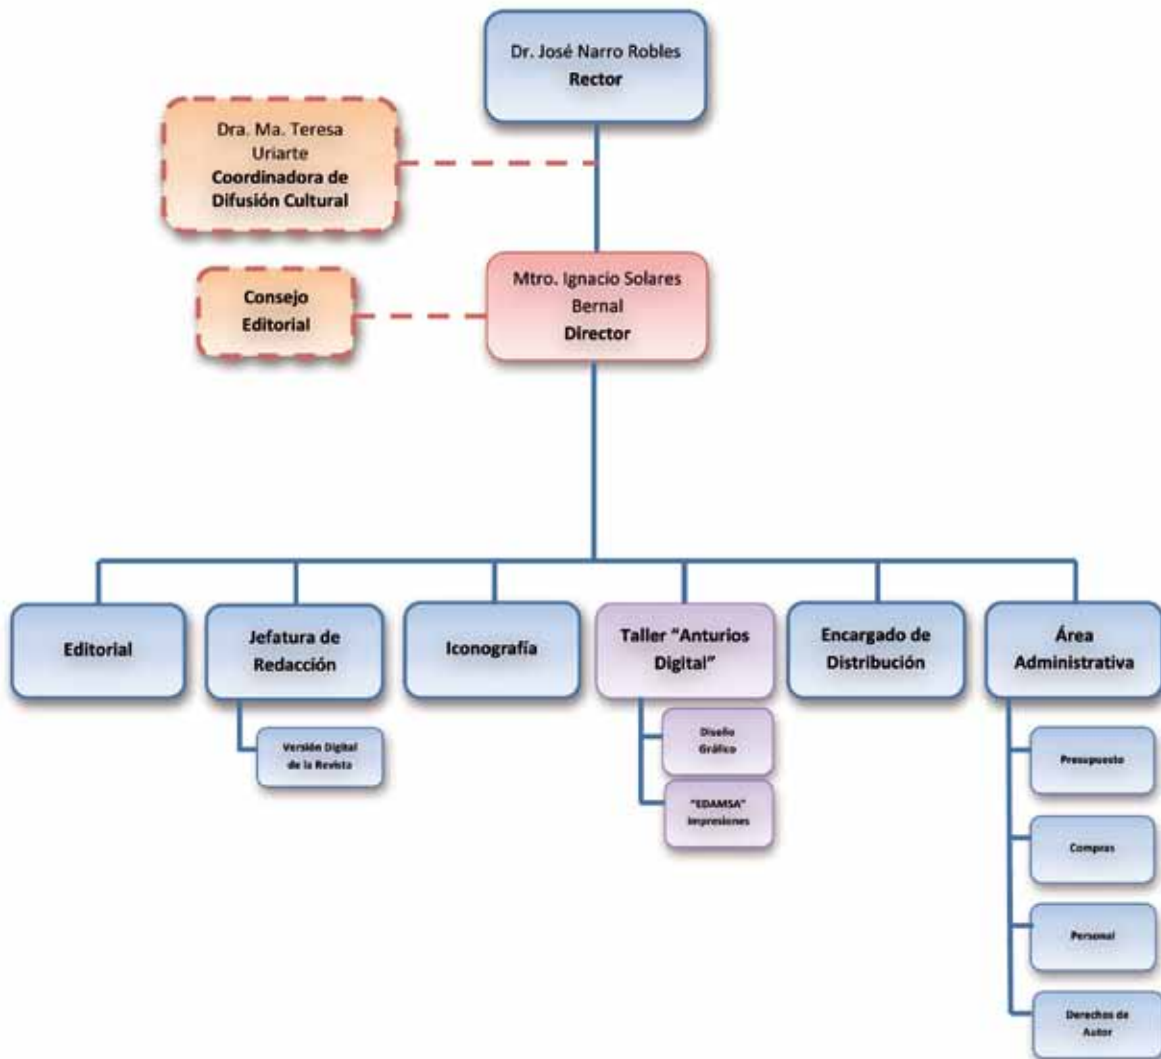 Dr. José Narro Robles
Rector
Dra. Ma. Teresa
Uriarte
Coordinadora de
Difusión Cultural
Mtro. Ignacio Solares
Bernal
Director
Consejo
Editorial
Editorial
Jefatura de
Redacción
Iconografía
Taller “Anturios
Digital”
Encargado de
Distribución
Área
Administrativa
Versión Digital
de la Revista
Diseño
Gráfico
“EDAMSA”
Impresiones
Presupuesto
Compras
Personal
Derechos de
Autor